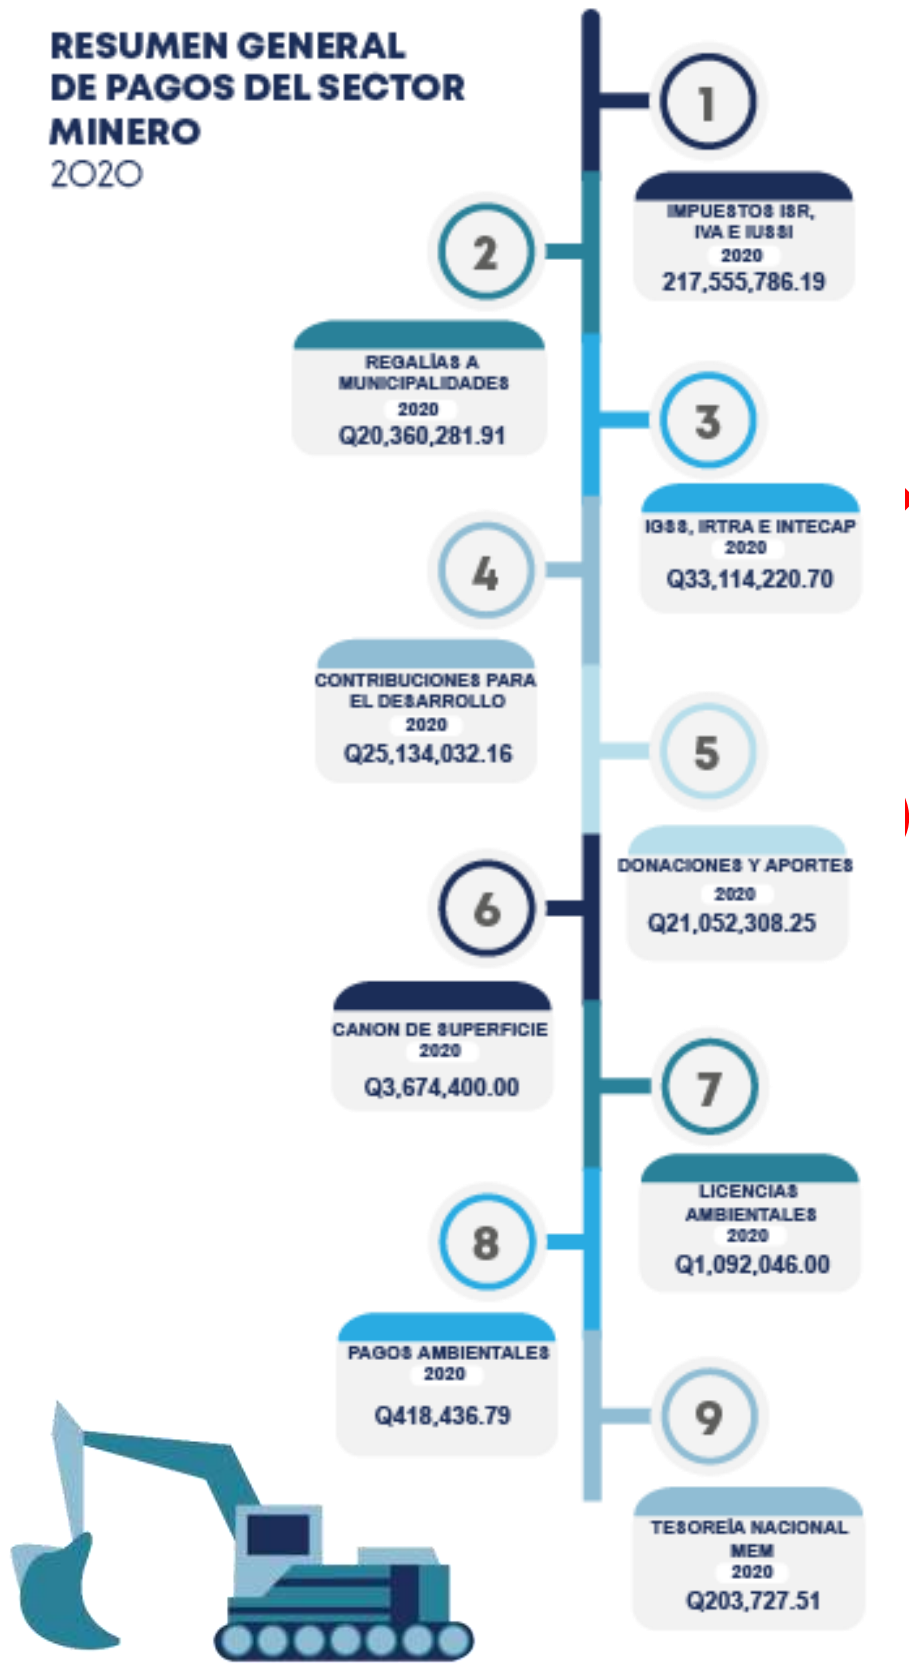 RESUMEN GENERAL
DE PAGOS DEL SECTOR
MINERO
2020
1
IMPUESTOS ISR,
IVA E IUSSI
2020
217,555,786.19
2
REGALÍAS A
MUNICIPALIDADES
2020
Q20,360,281.91
3
IGSS, IRTRA E INTECAP
2020
Q33,114,220.70
4
CONTRIBUCIONES PARA
EL DESARROLLO
2020
Q25,134,032.16
5
DONACIONES Y APORTES
2020
Q21,052,308.25
6
CANON DE SUPERFICIE
2020
Q3,674,400.00
7
LICENCIAS
AMBIENTALES
2020
Q1,092,046.00
8
PAGOS AMBIENTALES
2020
Q418,436.79
9
TESOREÍA NACIONAL
MEM
2020
Q203,727.51